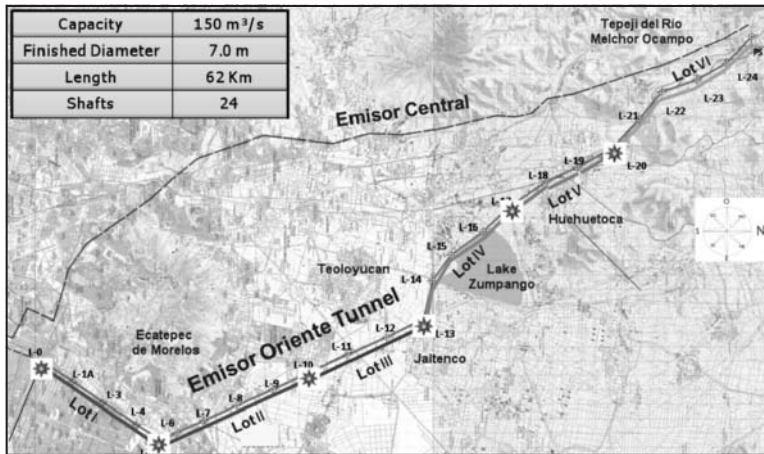 Capacity 150 m³/s
Finished Diameter 7.0 m
Length 62 Km
Shafts 24
Tepeji del Río
Melchor Ocampo
Emisor Central
Lot VI
L-24
L-23
L-22
L-21
L-20
L-19
L-18
Lot V
Huehuetoca
N
L-16
L-15
Lot IV
L-14
Lake
Zumpango
Teoloyucan
Emisor Oriente Tunnel
L-13
L-12
Jaltenco
L-11
Lot III
L-10
Ecatepec
de Morelos
L-0
L-1A
L-3
L-4
Lot I
L-6
L-7
L-8
L-9
Lot II